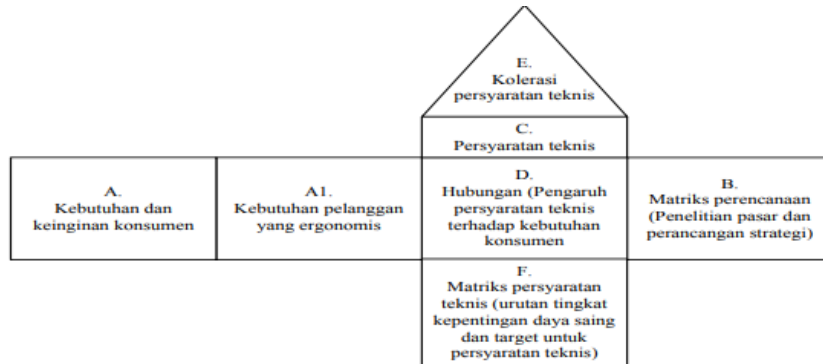 E.
Kolerasi
persyaratan teknis
C.
Persyaratan teknis
A.
Kebutuhan dan
keinginan konsumen
A1.
Kebutuhan pelanggan
yang ergonomis
D.
Hubungan (Pengaruh
persyaratan teknis
terhadap kebutuhan
konsumen
B.
Matriks perencanaan
(Penelitian pasar dan
perancangan strategi)
F.
Matriks persyaratan
teknis (urutan tingkat
kepentingan daya saing
dan target untuk
persyaratan teknis)